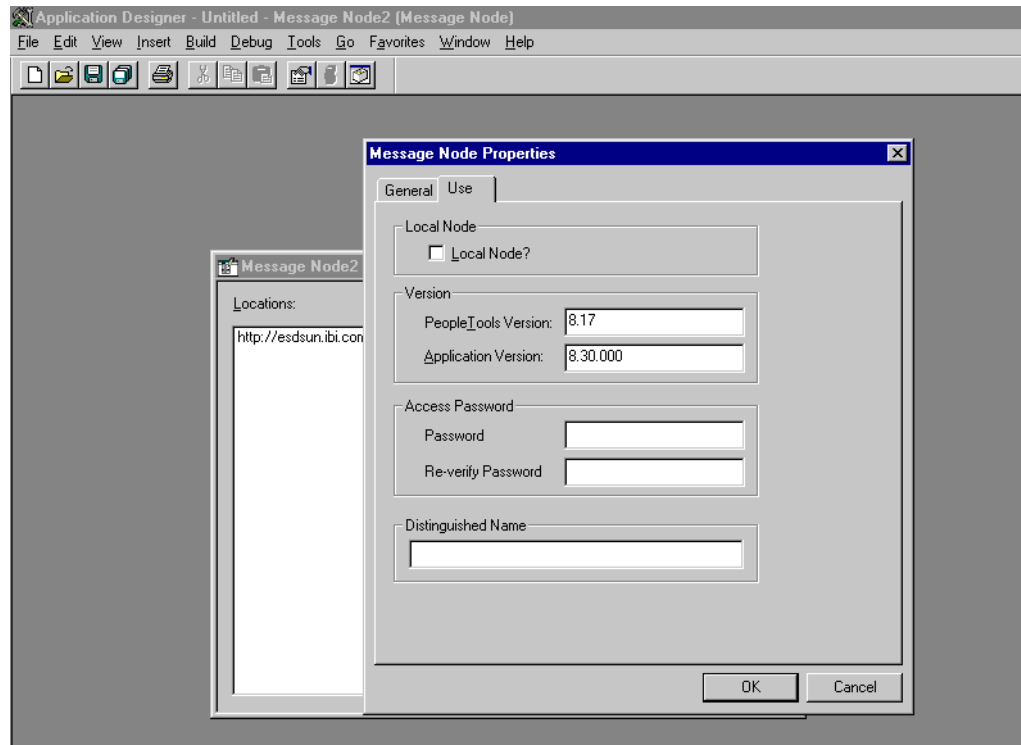 Application Designer - Untitled - Message Node2 (Message Node)
File Edit View Insert Build Debug Tools Go Favorites Window Help
Message Node Properties
General Use
Local Node
Local Node?
Message Node2
Version
Locations:
PeopleTools Version: 8.17
http://esdsun.ibi.com
Application Version: 8.30.000
Access Password
Password
Re-verify Password
Distinguished Name
OK Cancel